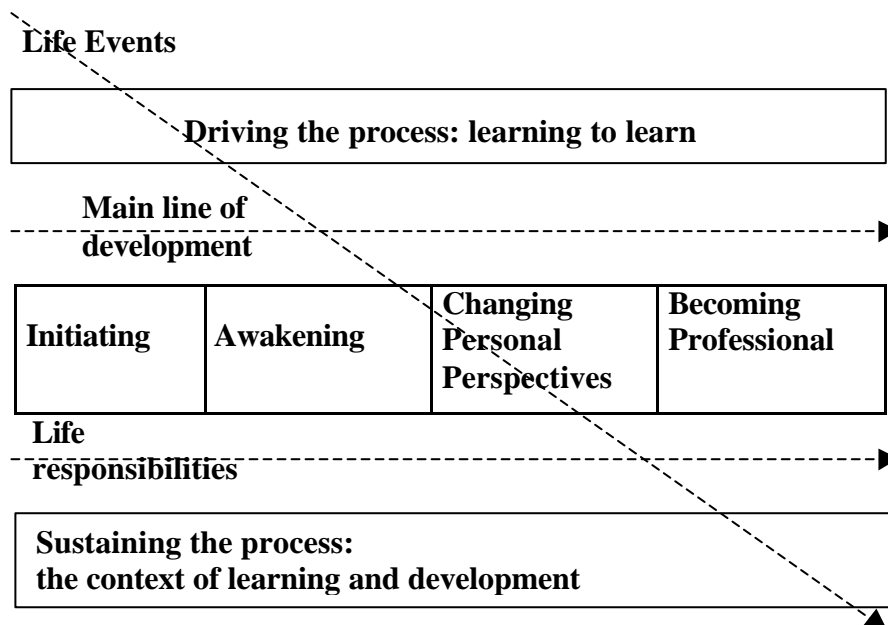 Life Events
Driving the process: learning to learn
Main line of
development
Initiating
Awakening
Changing
Personal
Perspectives
Becoming
Professional
Life
responsibilities
Sustaining the process:
the context of learning and development